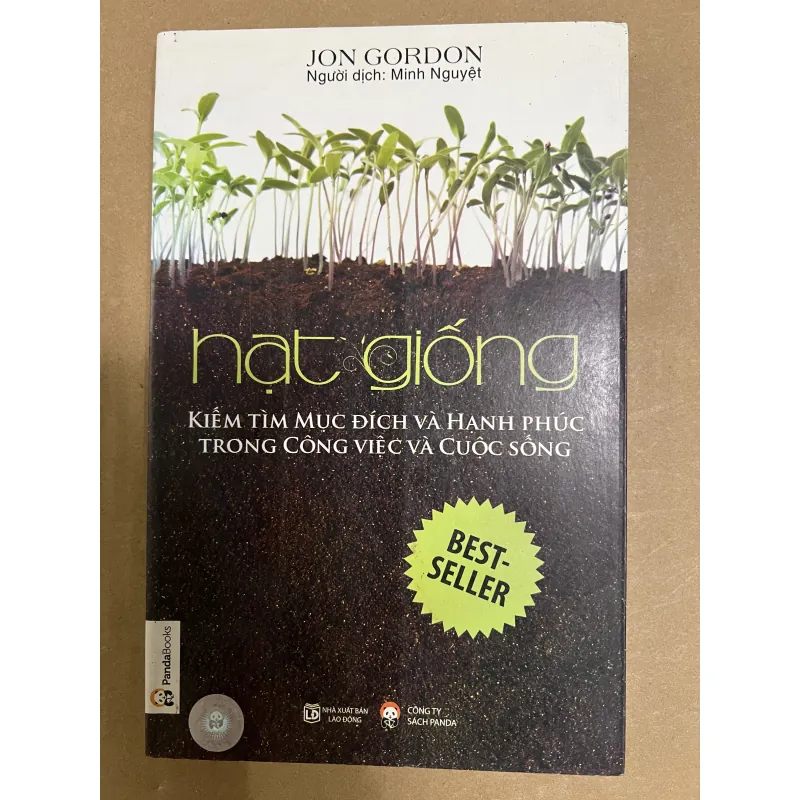 JON GORDON
Người dịch: Minh Nguyệt
hạt giống
KIẾM TÌM MỤC ĐÍCH VÀ HẠNH PHÚC
TRONG CÔNG VIỆC VÀ CUỘC SỐNG
BEST-
SELLER
PandaBooks
LĐ
NHÀ XUẤT BẢN
LAO ĐỘNG
CÔNG TY
SÁCH PANDA